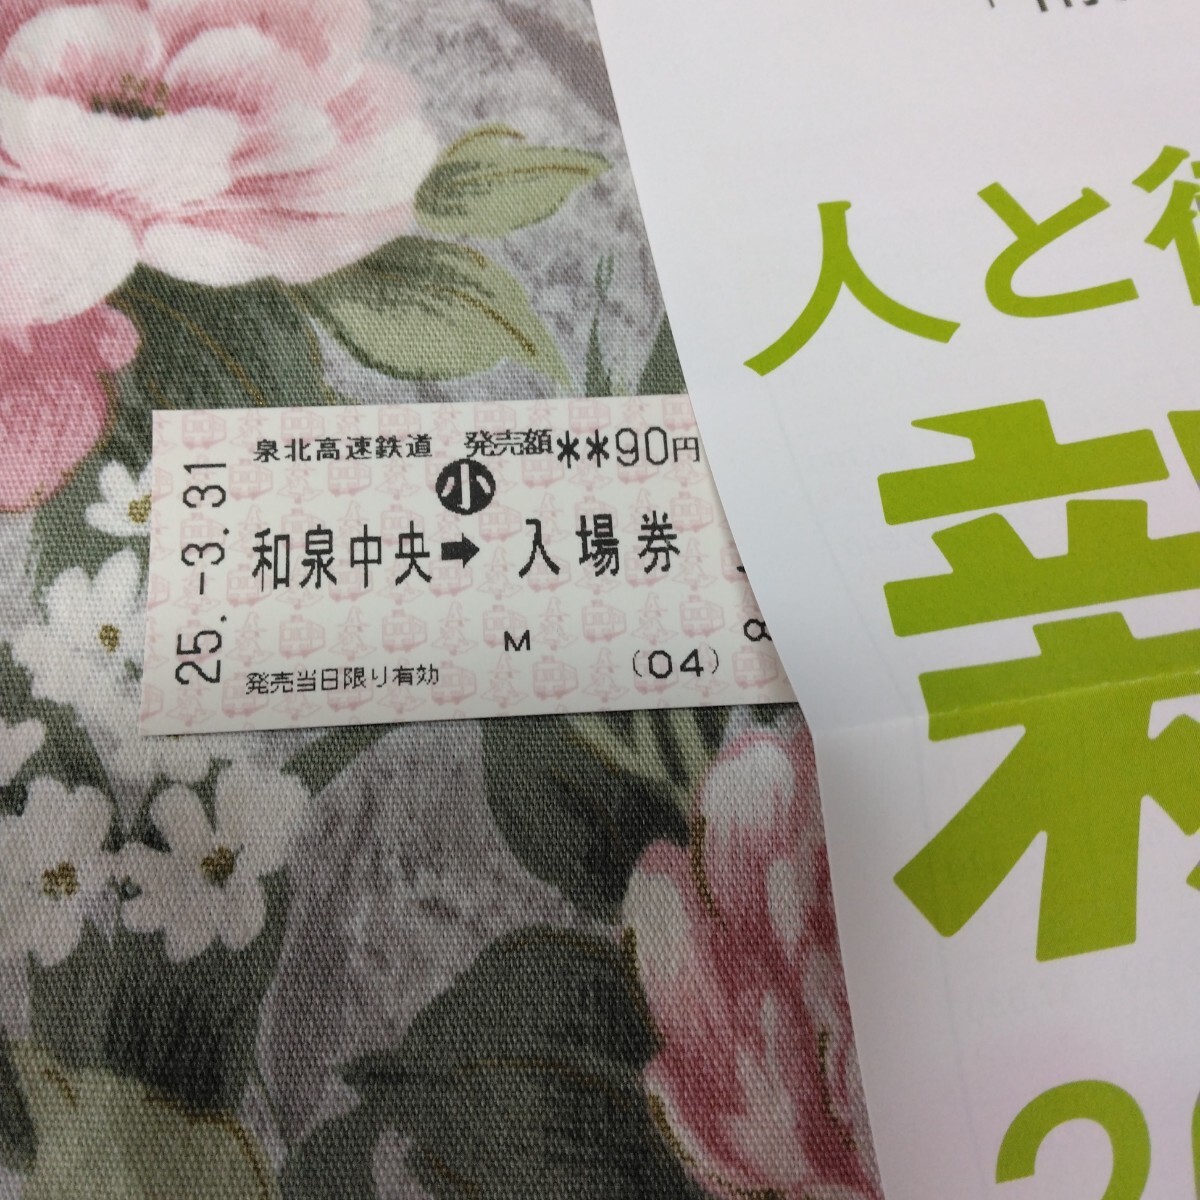 25.-3.31
泉北高速鉄道 発売額**90円
小
和泉中央➡入場券
M
(04)
発売当日限り有効
人と